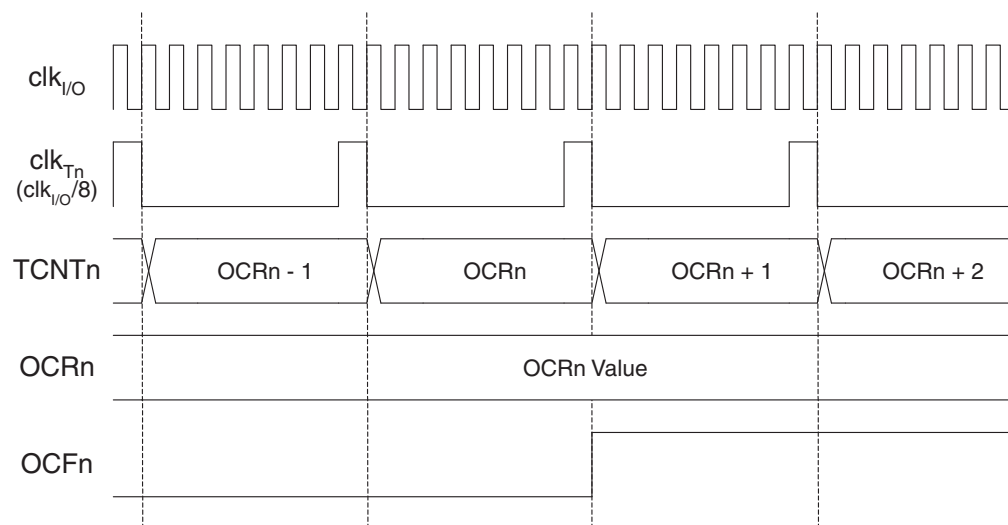 clkI/O
clkTn
(clkI/O/8)
TCNTn
OCRn - 1
OCRn
OCRn + 1
OCRn + 2
OCRn
OCRn Value
OCFn